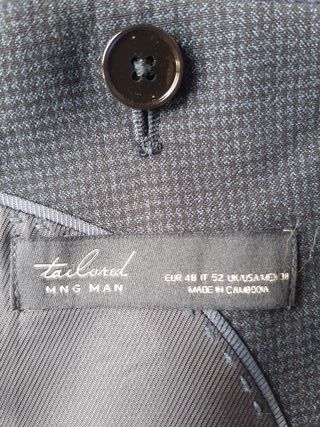 tailored
MNG MAN
EUR 48 IT 52 UK/USA/MEX 38
MADE IN CAMBODIA